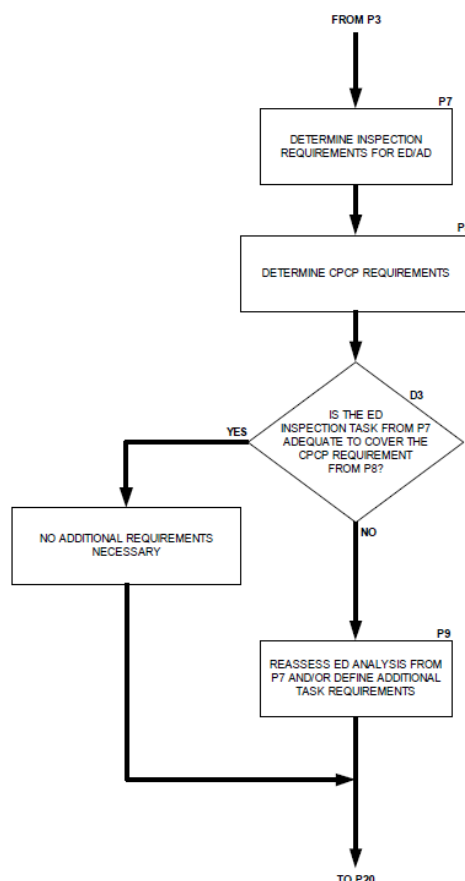 FROM P3
P7
DETERMINE INSPECTION
REQUIREMENTS FOR ED/AD
DETERMINE CPCP REQUIREMENTS
D3
IS THE ED
INSPECTION TASK FROM P7
ADEQUATE TO COVER THE
CPCP REQUIREMENT
FROM P8?
YES
NO ADDITIONAL REQUIREMENTS
NECESSARY
NO
P9
REASSESS ED ANALYSIS FROM
P7 AND/OR DEFINE ADDITIONAL
TASK REQUIREMENTS
TO P20